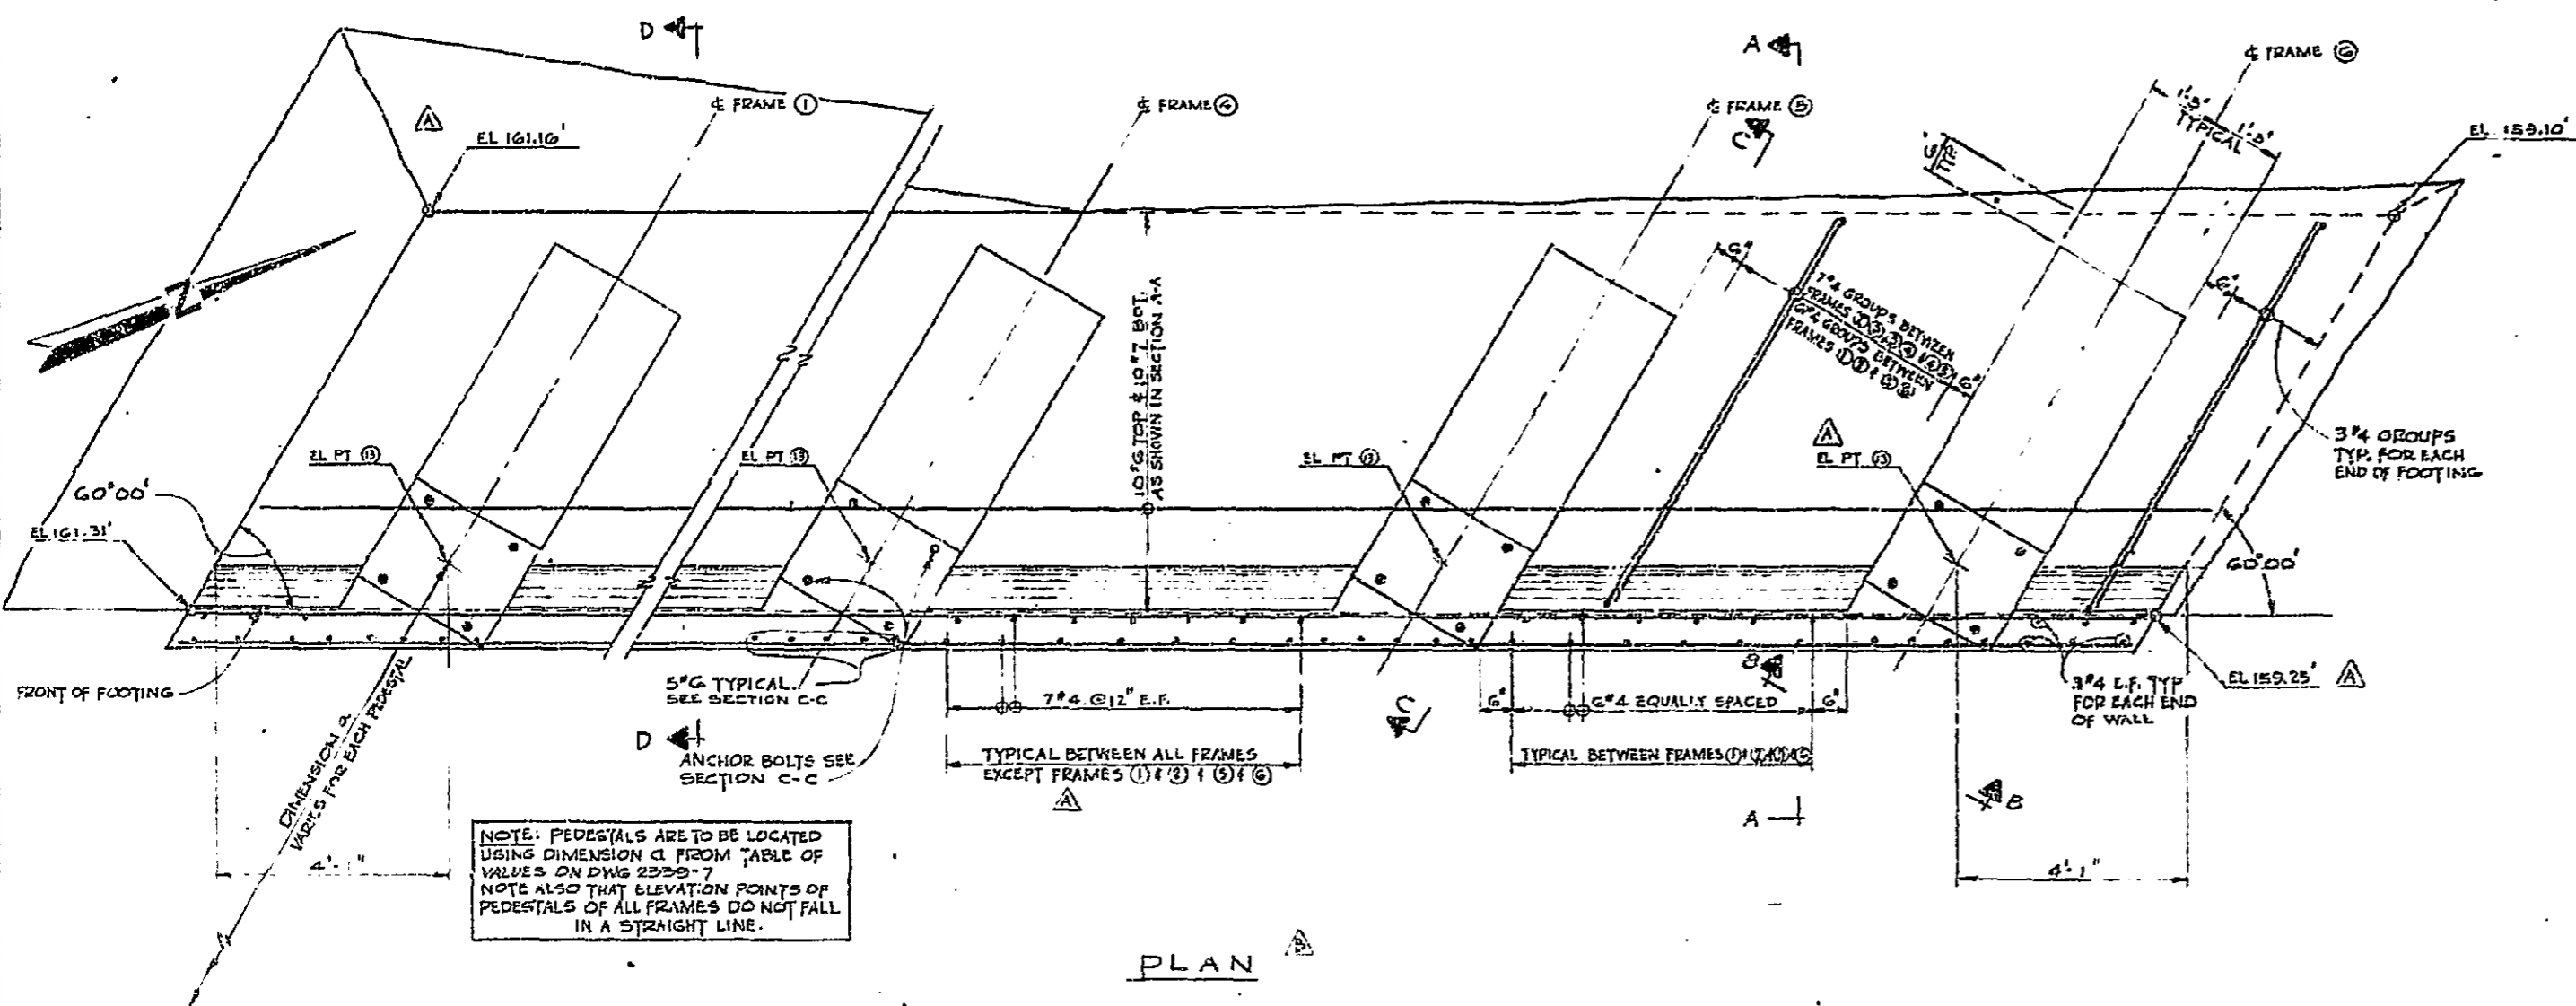 D
A
℄ FRAME ⑥
℄ FRAME ①
℄ FRAME ④
℄ FRAME ⑤
C
A
EL 161.16'
1'-3"
TYPICAL
1'-3"
EL 159.10'
6"
TYP.
10#6 TOP & 10#7 BOT.
AS SHOWN IN SECTION A-A
6"
7#4 GROUPS BETWEEN
6#4 GROUPS BETWEEN
6"
6"
3#4 GROUPS
TYP. FOR EACH
END OF FOOTING
EL PT ⑬
EL PT ⑬
EL PT ⑬
A
EL PT ⑬
60°00'
EL 161.31'
60°00'
FRONT OF FOOTING
5#6 TYPICAL
SEE SECTION C-C
7#4 @12" E.F.
6"
6#4 EQUALLY SPACED
6"
B
3#4 E.F. TYP
FOR EACH END
OF WALL
EL 159.25'
A
D
C
ANCHOR BOLTS SEE
SECTION C-C
TYPICAL BETWEEN ALL FRAMES
EXCEPT FRAMES ① & ② & ⑤ & ⑥
A
TYPICAL BETWEEN FRAMES
A
B
DIMENSION a
VARIES FOR EACH PEDESTAL
4'-1"
4'-1"
NOTE: PEDESTALS ARE TO BE LOCATED
USING DIMENSION a FROM TABLE OF
VALUES ON DWG 2339-7
NOTE ALSO THAT ELEVATION POINTS OF
PEDESTALS OF ALL FRAMES DO NOT FALL
IN A STRAIGHT LINE.
PLAN
B